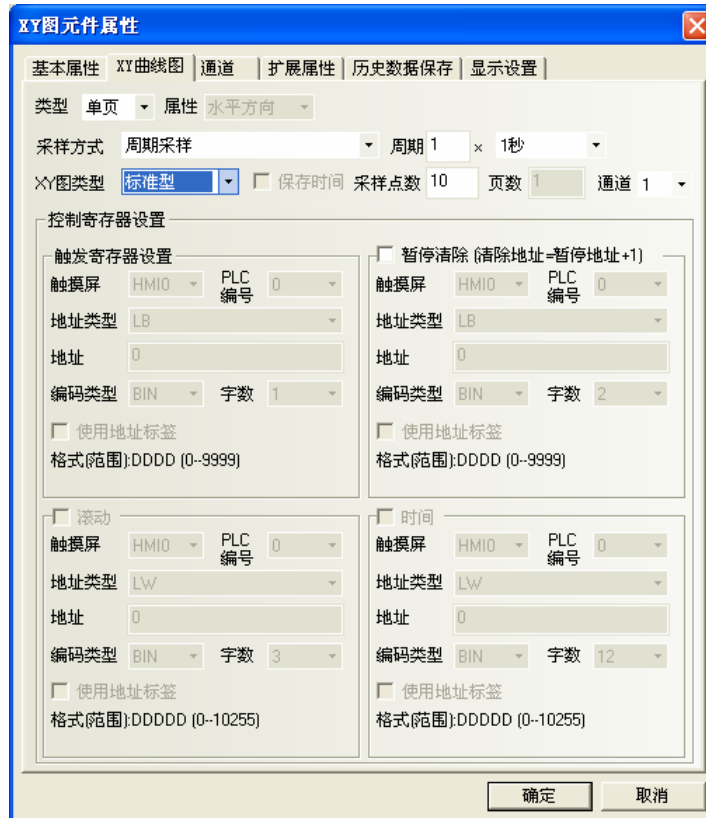 XY图元件属性
基本属性 XY曲线图 通道 扩展属性 历史数据保存 显示设置
类型 单页 属性 水平方向
采样方式 周期采样 周期 1 × 1秒
XY图类型 标准型 保存时间 采样点数 10 页数 1 通道 1
控制寄存器设置
触发寄存器设置
触摸屏 HMI0 PLC编号 0
地址类型 LB
地址 0
编码类型 BIN 字数 1
使用地址标签
格式(范围):DDDD (0--9999)
暂停清除 (清除地址=暂停地址+1)
触摸屏 HMI0 PLC编号 0
地址类型 LB
地址 0
编码类型 BIN 字数 2
使用地址标签
格式(范围):DDDD (0--9999)
滚动
触摸屏 HMI0 PLC编号 0
地址类型 LW
地址 0
编码类型 BIN 字数 3
使用地址标签
格式(范围):DDDDD (0--10255)
时间
触摸屏 HMI0 PLC编号 0
地址类型 LW
地址 0
编码类型 BIN 字数 12
使用地址标签
格式(范围):DDDDD (0--10255)
确定 取消